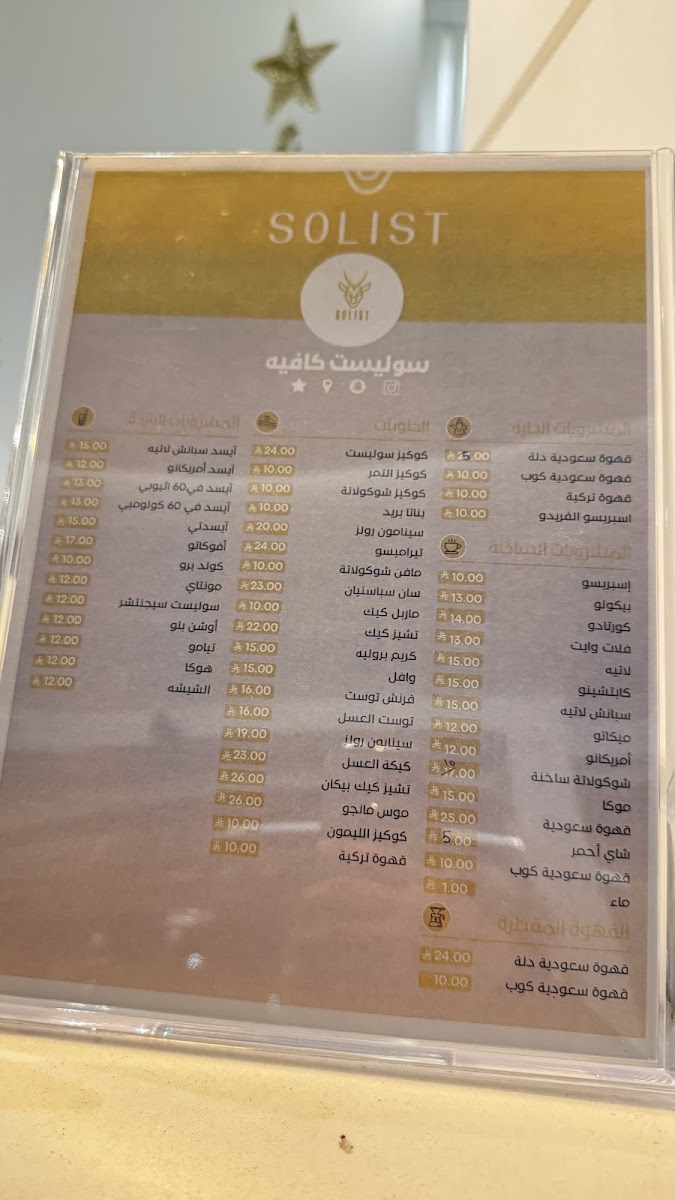 SOLIST
SOLIST
سوليست كافيه
المشروبات الحارة
قهوة سعودية دلة 25.00
قهوة سعودية كوب 10.00
قهوة تركية 10.00
اسبريسو الفريدو 10.00
المشروبات الساخنة
إسبريسو 10.00
بيكولو 13.00
كورتادو 14.00
فلات وايت 13.00
لاتيه 15.00
كابتشينو 15.00
سبانش لاتيه 15.00
ميكاتو 12.00
أمريكانو 12.00
شوكولاتة ساخنة 17.00
موكا 15.00
قهوة سعودية 25.00
شاي أحمر 5.00
قهوة سعودية كوب 10.00
ماء 1.00
القهوة المقطرة
قهوة سعودية دلة 24.00
قهوة سعودية كوب 10.00
الحلويات
كوكيز سوليست 24.00
كوكيز التمر 10.00
كوكيز شوكولاتة 10.00
بنانا بريد 10.00
سينامون رولز 20.00
تيراميسو 24.00
مافن شوكولاتة 10.00
سان سباستيان 23.00
ماربل كيك 10.00
تشيز كيك 22.00
كريم بروليه 15.00
وافل 15.00
فرنش توست 16.00
توست العسل 16.00
سينابون رولز 19.00
كيكة العسل 23.00
تشيز كيك بيكان 26.00
موس مانجو 26.00
كوكيز الليمون 10.00
قهوة تركية 10.00
المشروبات الباردة
آيسد سبانش لاتيه 15.00
آيسد أمريكانو 12.00
آيسد في60 اثيوبي 13.00
آيسد في 60 كولومبي 13.00
آيسدتي 15.00
أفوكاتو 17.00
كولد برو 10.00
مونتاي 12.00
سوليست سيجنتشر 12.00
أوشن بلو 12.00
تيامو 12.00
هوكا 12.00
الشيشه 12.00